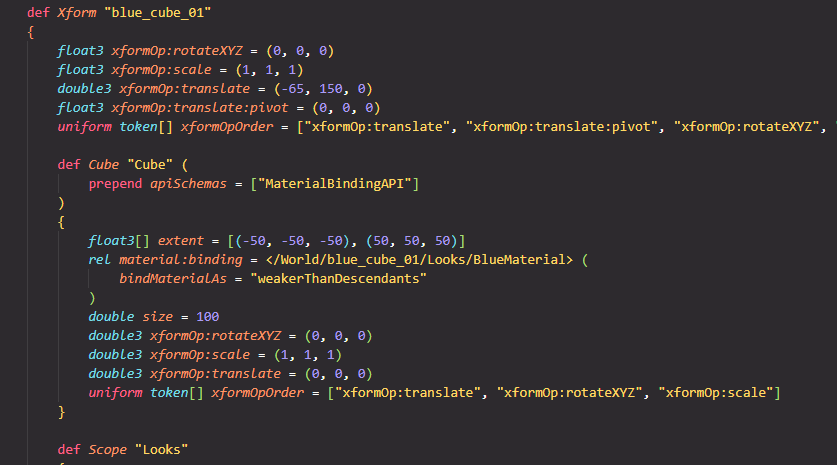 def Xform "blue_cube_01"
{
float3 xformOp:rotateXYZ = (0, 0, 0)
float3 xformOp:scale = (1, 1, 1)
double3 xformOp:translate = (-65, 150, 0)
float3 xformOp:translate:pivot = (0, 0, 0)
uniform token[] xformOpOrder = ["xformOp:translate", "xformOp:translate:pivot", "xformOp:rotateXYZ", "
def Cube "Cube" (
prepend apiSchemas = ["MaterialBindingAPI"]
)
{
float3[] extent = [(-50, -50, -50), (50, 50, 50)]
rel material:binding = </World/blue_cube_01/Looks/BlueMaterial> (
bindMaterialAs = "weakerThanDescendants"
)
double size = 100
double3 xformOp:rotateXYZ = (0, 0, 0)
double3 xformOp:scale = (1, 1, 1)
double3 xformOp:translate = (0, 0, 0)
uniform token[] xformOpOrder = ["xformOp:translate", "xformOp:rotateXYZ", "xformOp:scale"]
}
def Scope "Looks"